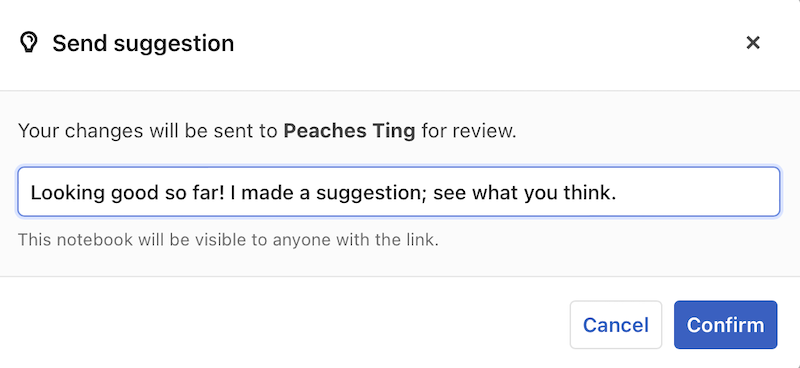 Send suggestion
Your changes will be sent to Peaches Ting for review.
Looking good so far! I made a suggestion; see what you think.
This notebook will be visible to anyone with the link.
Cancel Confirm